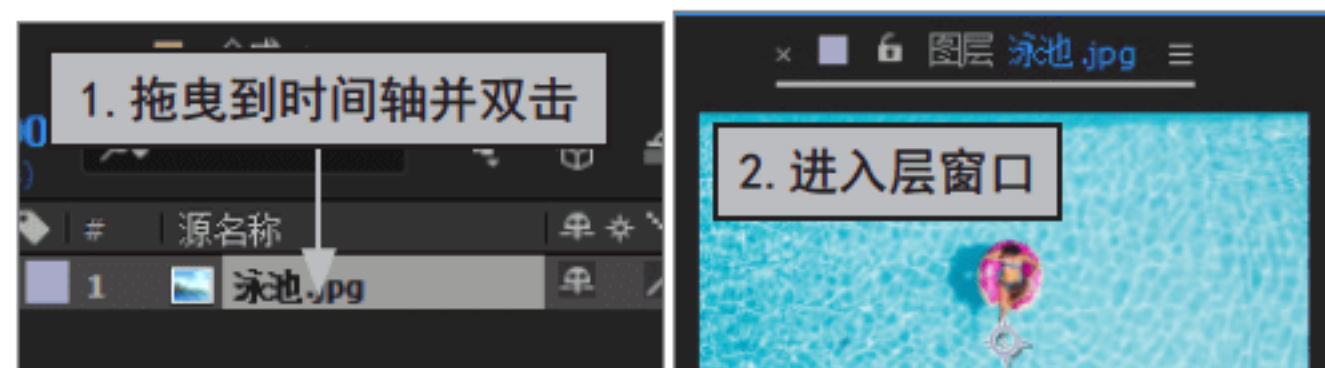 1.拖曳到时间轴并双击
# 源名称
1 泳池.jpg
× 图层 泳池.jpg ≡
2.进入层窗口